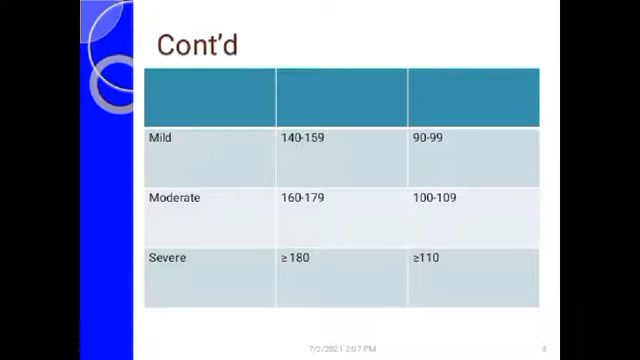 Cont'd
Mild 140-159 90-99
Moderate 160-179 100-109
Severe ≥180 ≥110
7/2/2021 2:07 PM